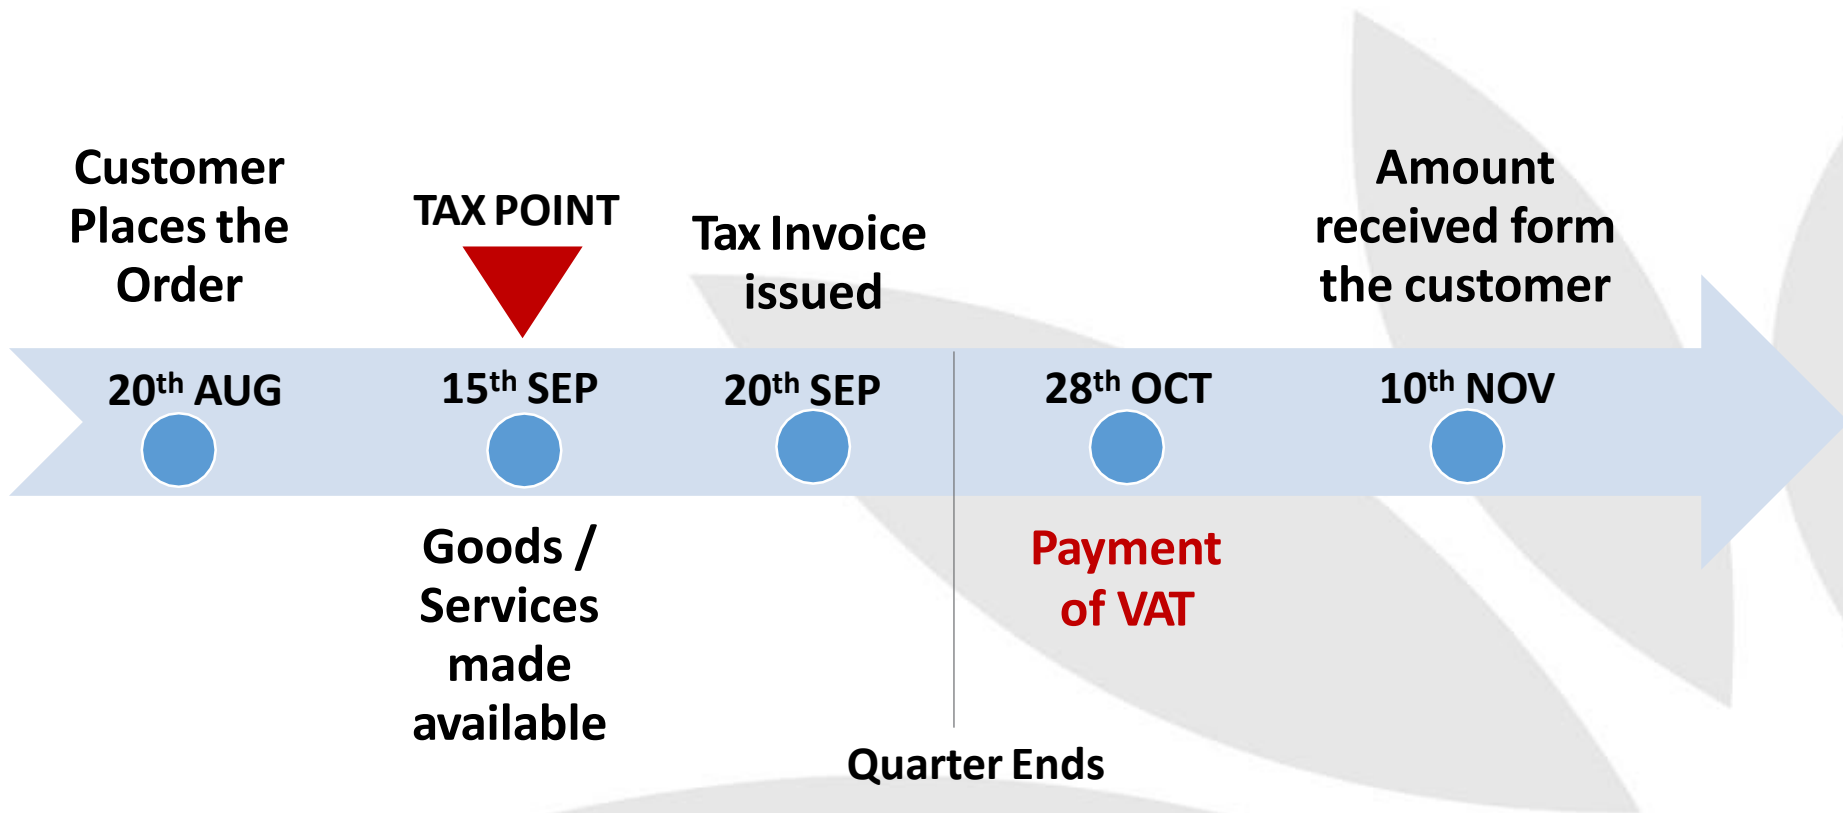 Customer
Places the
Order
TAX POINT
Tax Invoice
issued
Amount
received form
the customer
20th AUG
15th SEP
20th SEP
28th OCT
10th NOV
Goods /
Services
made
available
Payment
of VAT
Quarter Ends